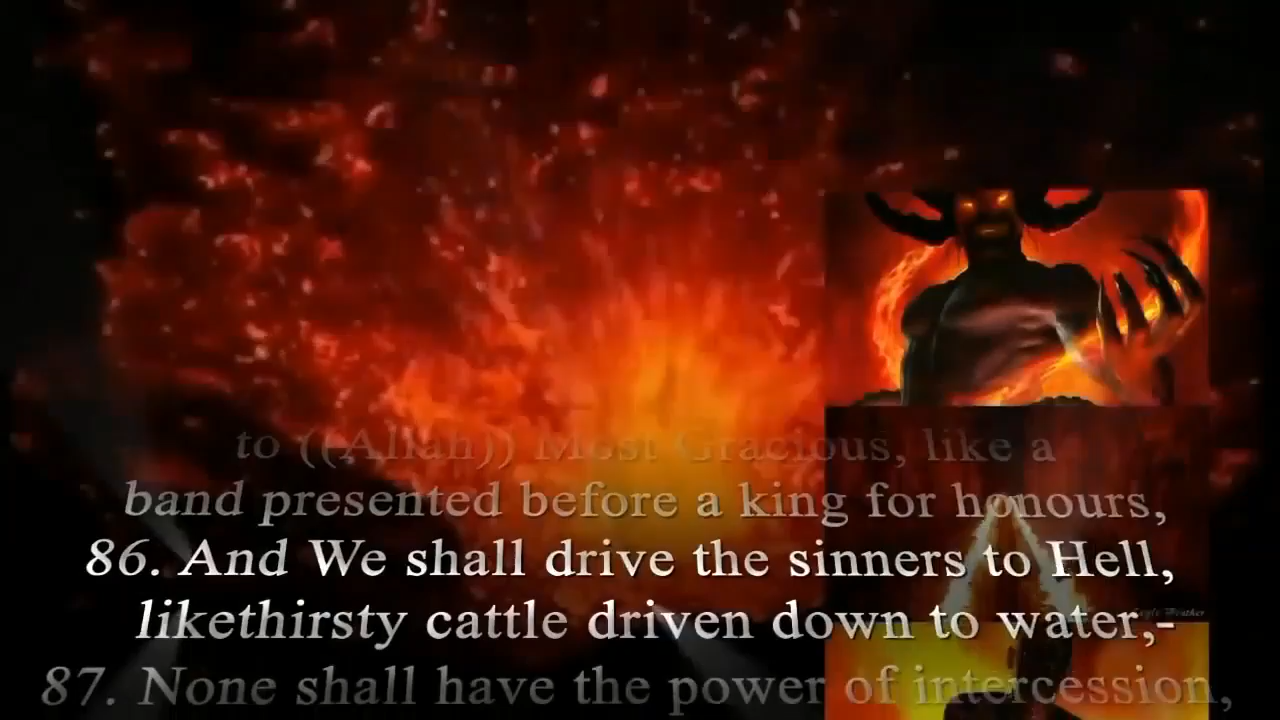 to ((Allah)) Most Gracious, like a
band presented before a king for honours,
86. And We shall drive the sinners to Hell,
likethirsty cattle driven down to water,-
87. None shall have the power of intercession,